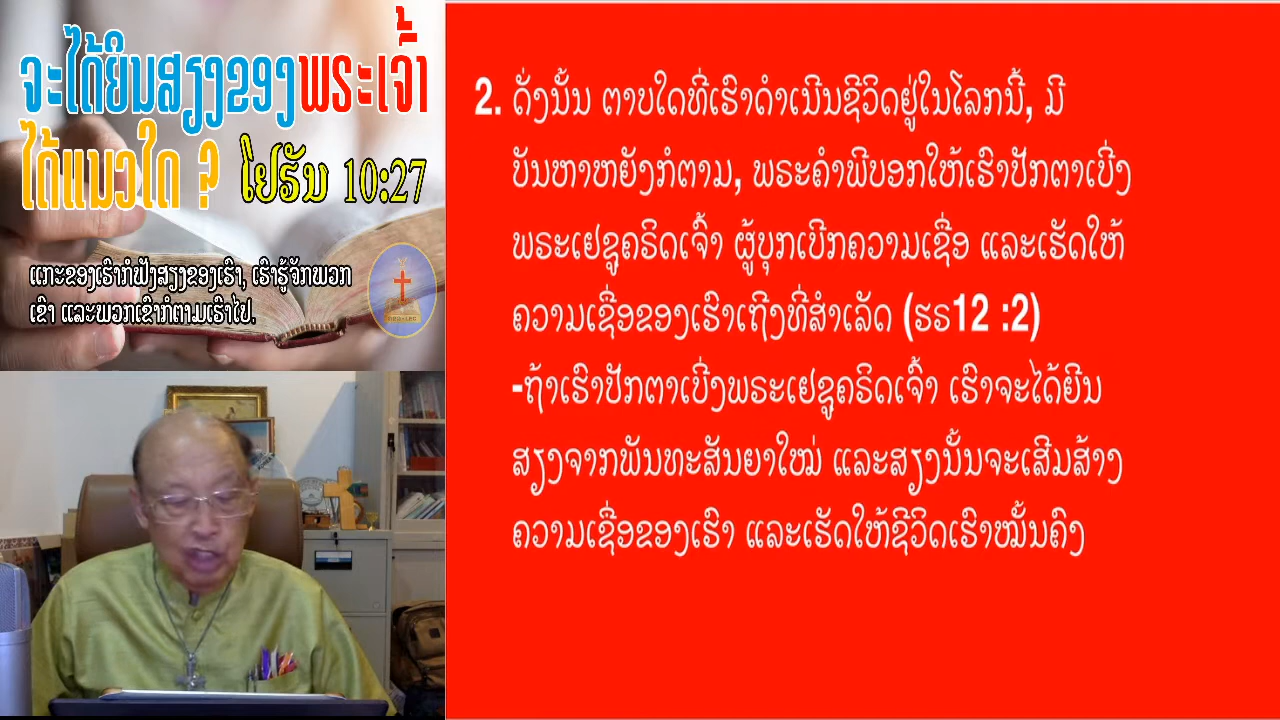 ຈະໄດ້ຍິນສຽງຂອງພຣະເຈົ້າ
ໄດ້ແນວໃດ ?
ໂຢຮັນ 10:27
ແກະຂອງເຮົາກໍຟັງສຽງຂອງເຮົາ, ເຮົາຮູ້ຈັກພວກ
ເຂົາ ແລະພວກເຂົາກໍຕາມເຮົາໄປ.
2. ດັ່ງນັ້ນ ຕາບໃດທີ່ເຮົາດຳເນີນຊີວິດຢູ່ໃນໂລກນີ້, ມີ
ບັນຫາຫຍັງກໍຕາມ, ພຣະຄຳພີບອກໃຫ້ເຮົາປັກຕາເບິ່ງ
ພຣະເຢຊູຄຣິດເຈົ້າ ຜູ້ບຸກເບີກຄວາມເຊື່ອ ແລະເຮັດໃຫ້
ຄວາມເຊື່ອຂອງເຮົາເຖີງທີ່ສຳເລັດ (ຮຣ12 :2)
-ຖ້າເຮົາປັກຕາເບິ່ງພຣະເຢຊູຄຣິດເຈົ້າ ເຮົາຈະໄດ້ຍິນ
ສຽງຈາກພັນທະສັນຍາໃໝ່ ແລະສຽງນັ້ນຈະເສີມສ້າງ
ຄວາມເຊື່ອຂອງເຮົາ ແລະເຮັດໃຫ້ຊີວິດເຮົາໝັ້ນຄົງ